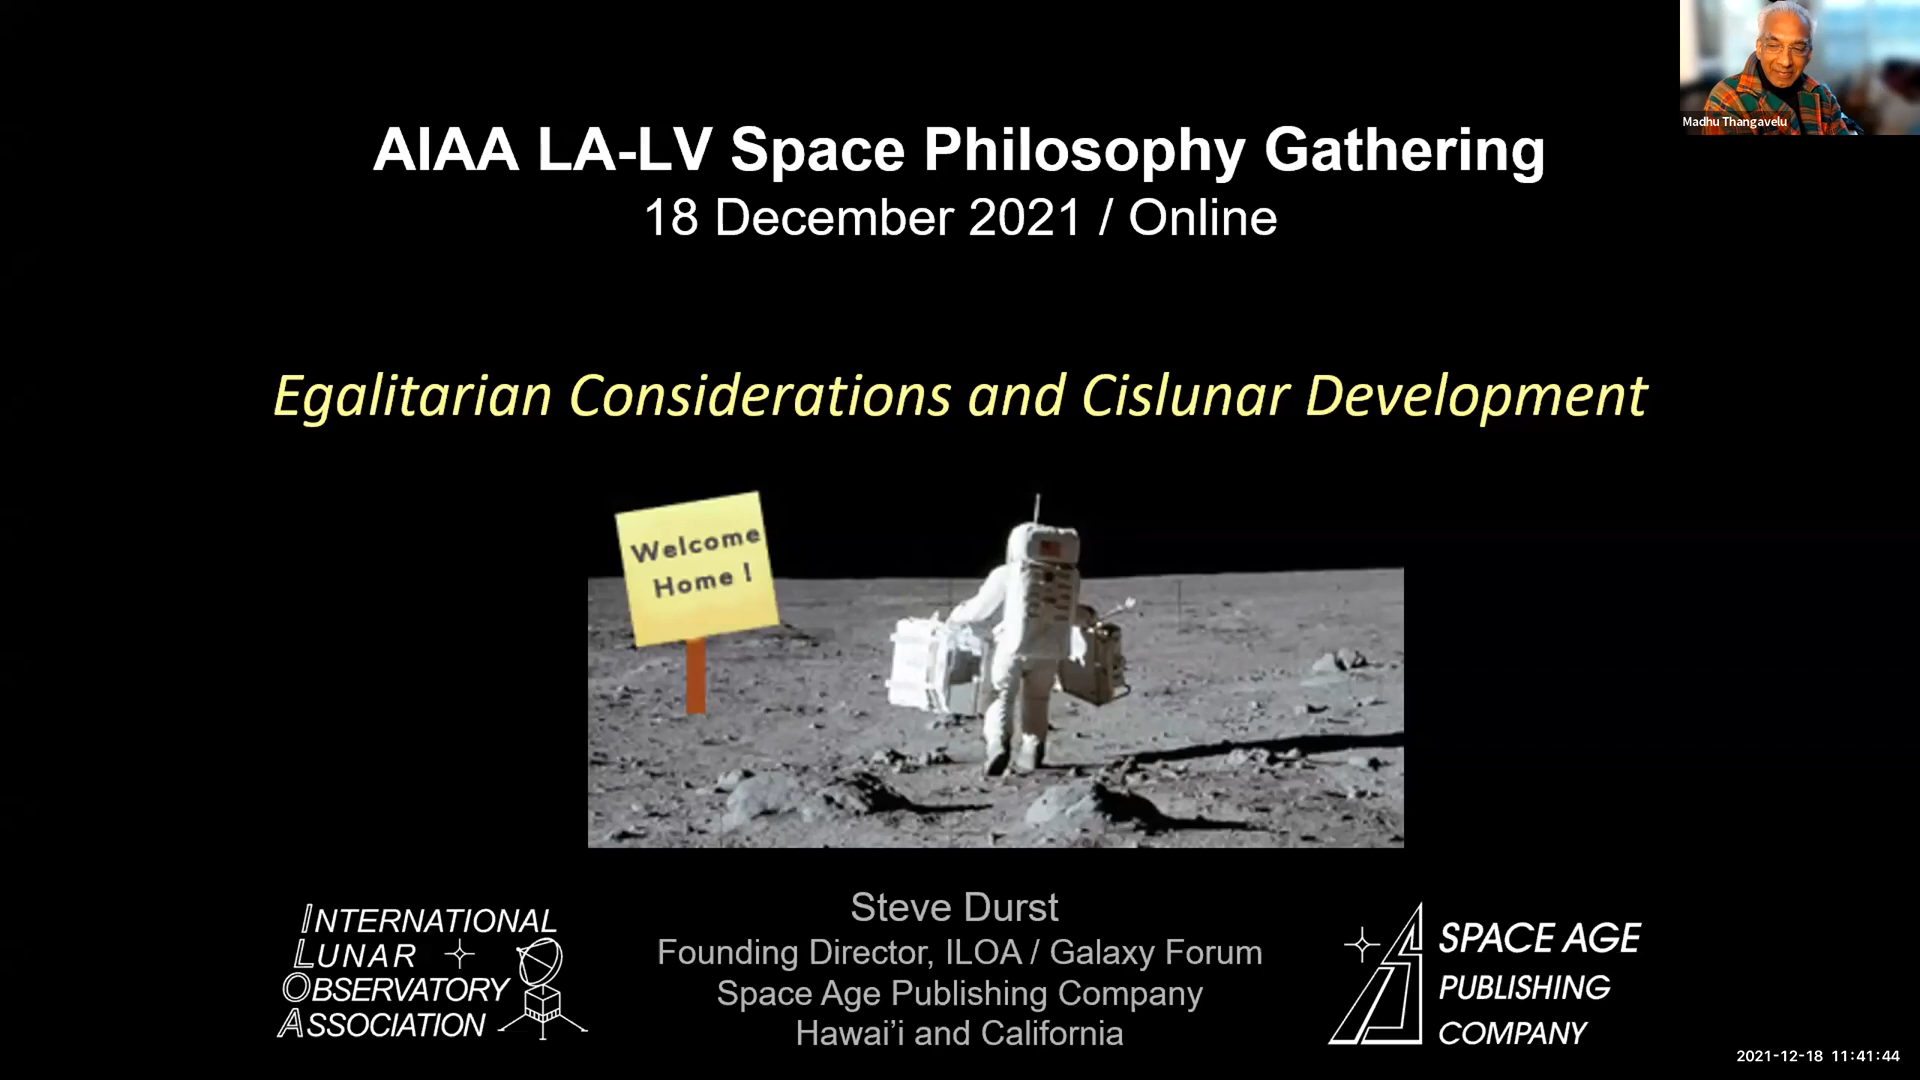 Madhu Thangavelu
AIAA LA-LV Space Philosophy Gathering
18 December 2021 / Online
Egalitarian Considerations and Cislunar Development
Welcome
Home !
INTERNATIONAL
LUNAR
OBSERVATORY
ASSOCIATION
Steve Durst
Founding Director, ILOA / Galaxy Forum
Space Age Publishing Company
Hawai’i and California
SPACE AGE
PUBLISHING
COMPANY
2021-12-18 11:41:44